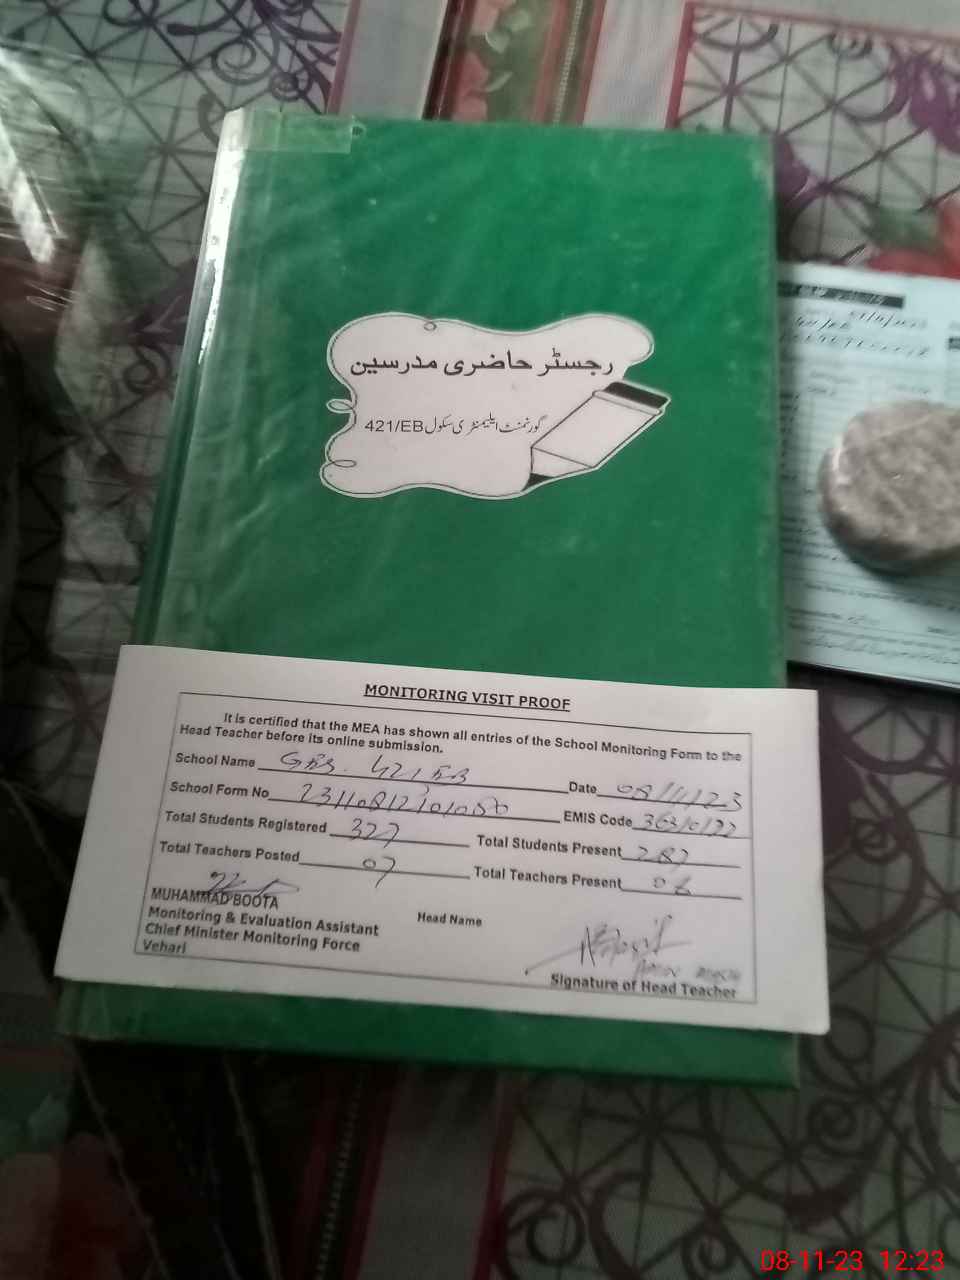 رجسٹر حاضری مدرسین
گورنمنٹ ایلیمنٹری سکول 421/EB
MONITORING VISIT PROOF
It is certified that the MEA has shown all entries of the School Monitoring Form to the
Head Teacher before its online submission.
School Name GES. 421 EB Date 08/11/23
School Form No EMIS Code
Total Students Registered 327 Total Students Present 287
Total Teachers Posted 07 Total Teachers Present
MUHAMMAD BOOTA
Monitoring & Evaluation Assistant Head Name
Chief Minister Monitoring Force
Vehari
Signature of Head Teacher
08-11-23 12:23